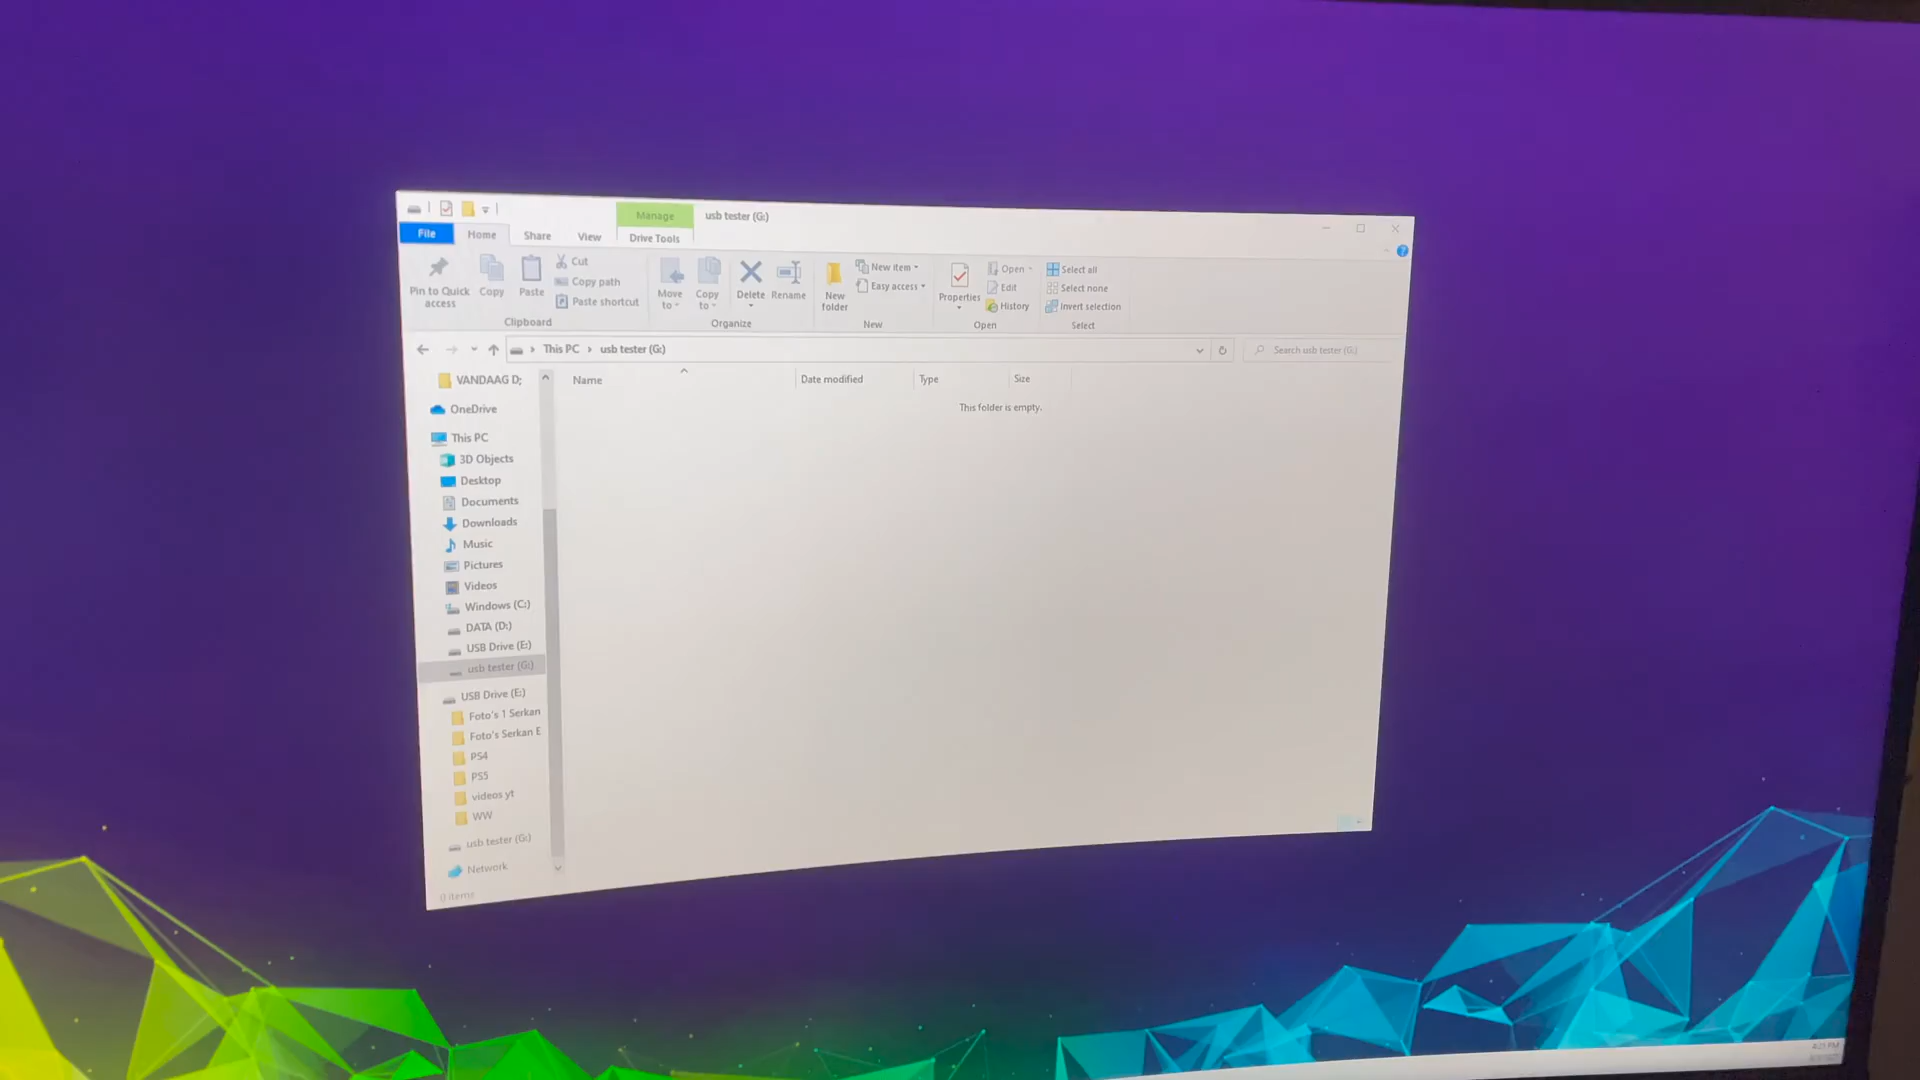 Manage
usb tester (G:)
File
Home
Share
View
Drive Tools
Pin to Quick access
Copy
Paste
Cut
Copy path
Paste shortcut
Clipboard
Move to
Copy to
Delete
Rename
Organize
New folder
New item
Easy access
New
Properties
Open
Edit
History
Open
Select all
Select none
Invert selection
Select
This PC
usb tester (G:)
Search usb tester (G:)
Name
Date modified
Type
Size
This folder is empty.
VANDAAG D;
OneDrive
This PC
3D Objects
Desktop
Documents
Downloads
Music
Pictures
Videos
Windows (C:)
DATA (D:)
USB Drive (E:)
usb tester (G:)
USB Drive (E:)
Foto's 1 Serkan
Foto's Serkan E
PS4
PS5
videos yt
WW
usb tester (G:)
Network
0 items
4:21 PM